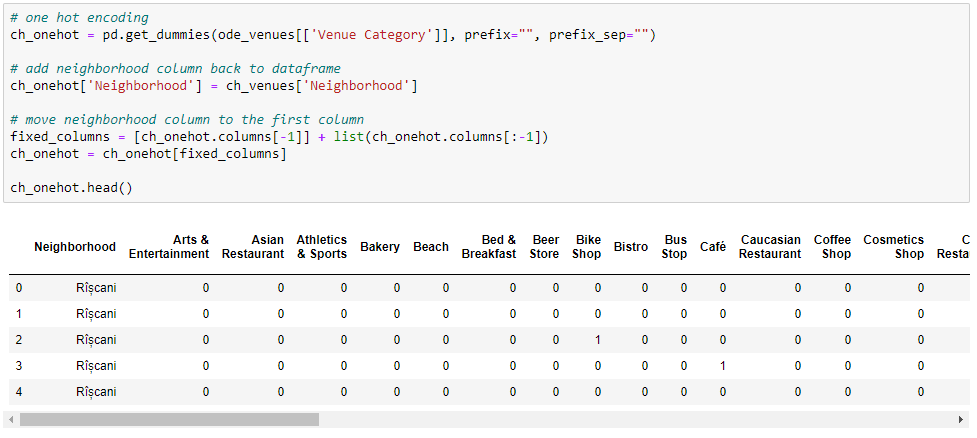 # one hot encoding
ch_onehot = pd.get_dummies(ode_venues[['Venue Category']], prefix="", prefix_sep="")
# add neighborhood column back to dataframe
ch_onehot['Neighborhood'] = ch_venues['Neighborhood']
# move neighborhood column to the first column
fixed_columns = [ch_onehot.columns[-1]] + list(ch_onehot.columns[:-1])
ch_onehot = ch_onehot[fixed_columns]
ch_onehot.head()
Arts & Asian Athletics Bed & Beer Bike Bus Caucasian Coffee Cosmetics C
Neighborhood Bakery Beach Bistro Café
Entertainment Restaurant & Sports Breakfast Store Shop Stop Restaurant Shop Shop Resta
0 Rîșcani 0 0 0 0 0 0 0 0 0 0 0 0 0 0
1 Rîșcani 0 0 0 0 0 0 0 0 0 0 0 0 0 0
2 Rîșcani 0 0 0 0 0 0 0 1 0 0 0 0 0 0
3 Rîșcani 0 0 0 0 0 0 0 0 0 0 1 0 0 0
4 Rîșcani 0 0 0 0 0 0 0 0 0 0 0 0 0 0